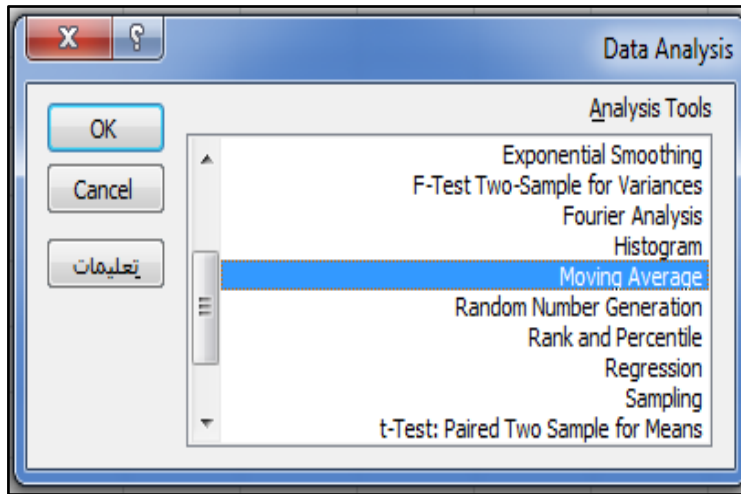 Data Analysis
Analysis Tools
Exponential Smoothing
F-Test Two-Sample for Variances
Fourier Analysis
Histogram
Moving Average
Random Number Generation
Rank and Percentile
Regression
Sampling
t-Test: Paired Two Sample for Means
OK
Cancel
تعليمات